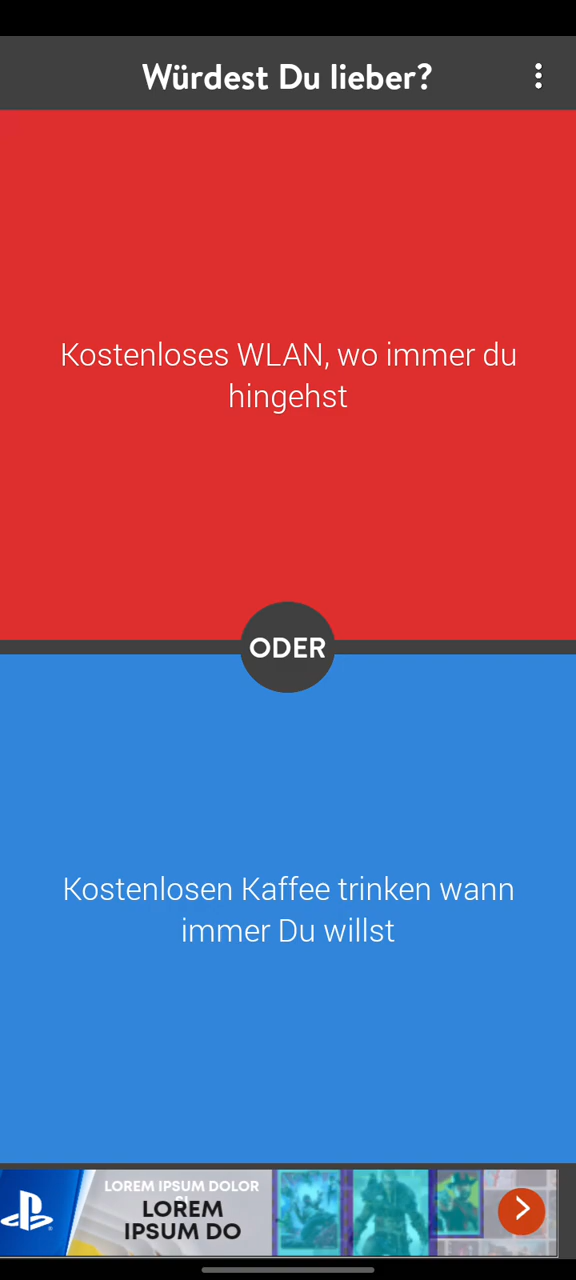 Würdest Du lieber?
Kostenloses WLAN, wo immer du
hingehst
ODER
Kostenlosen Kaffee trinken wann
immer Du willst
LOREM IPSUM DOLOR
SI
LOREM
IPSUM DO